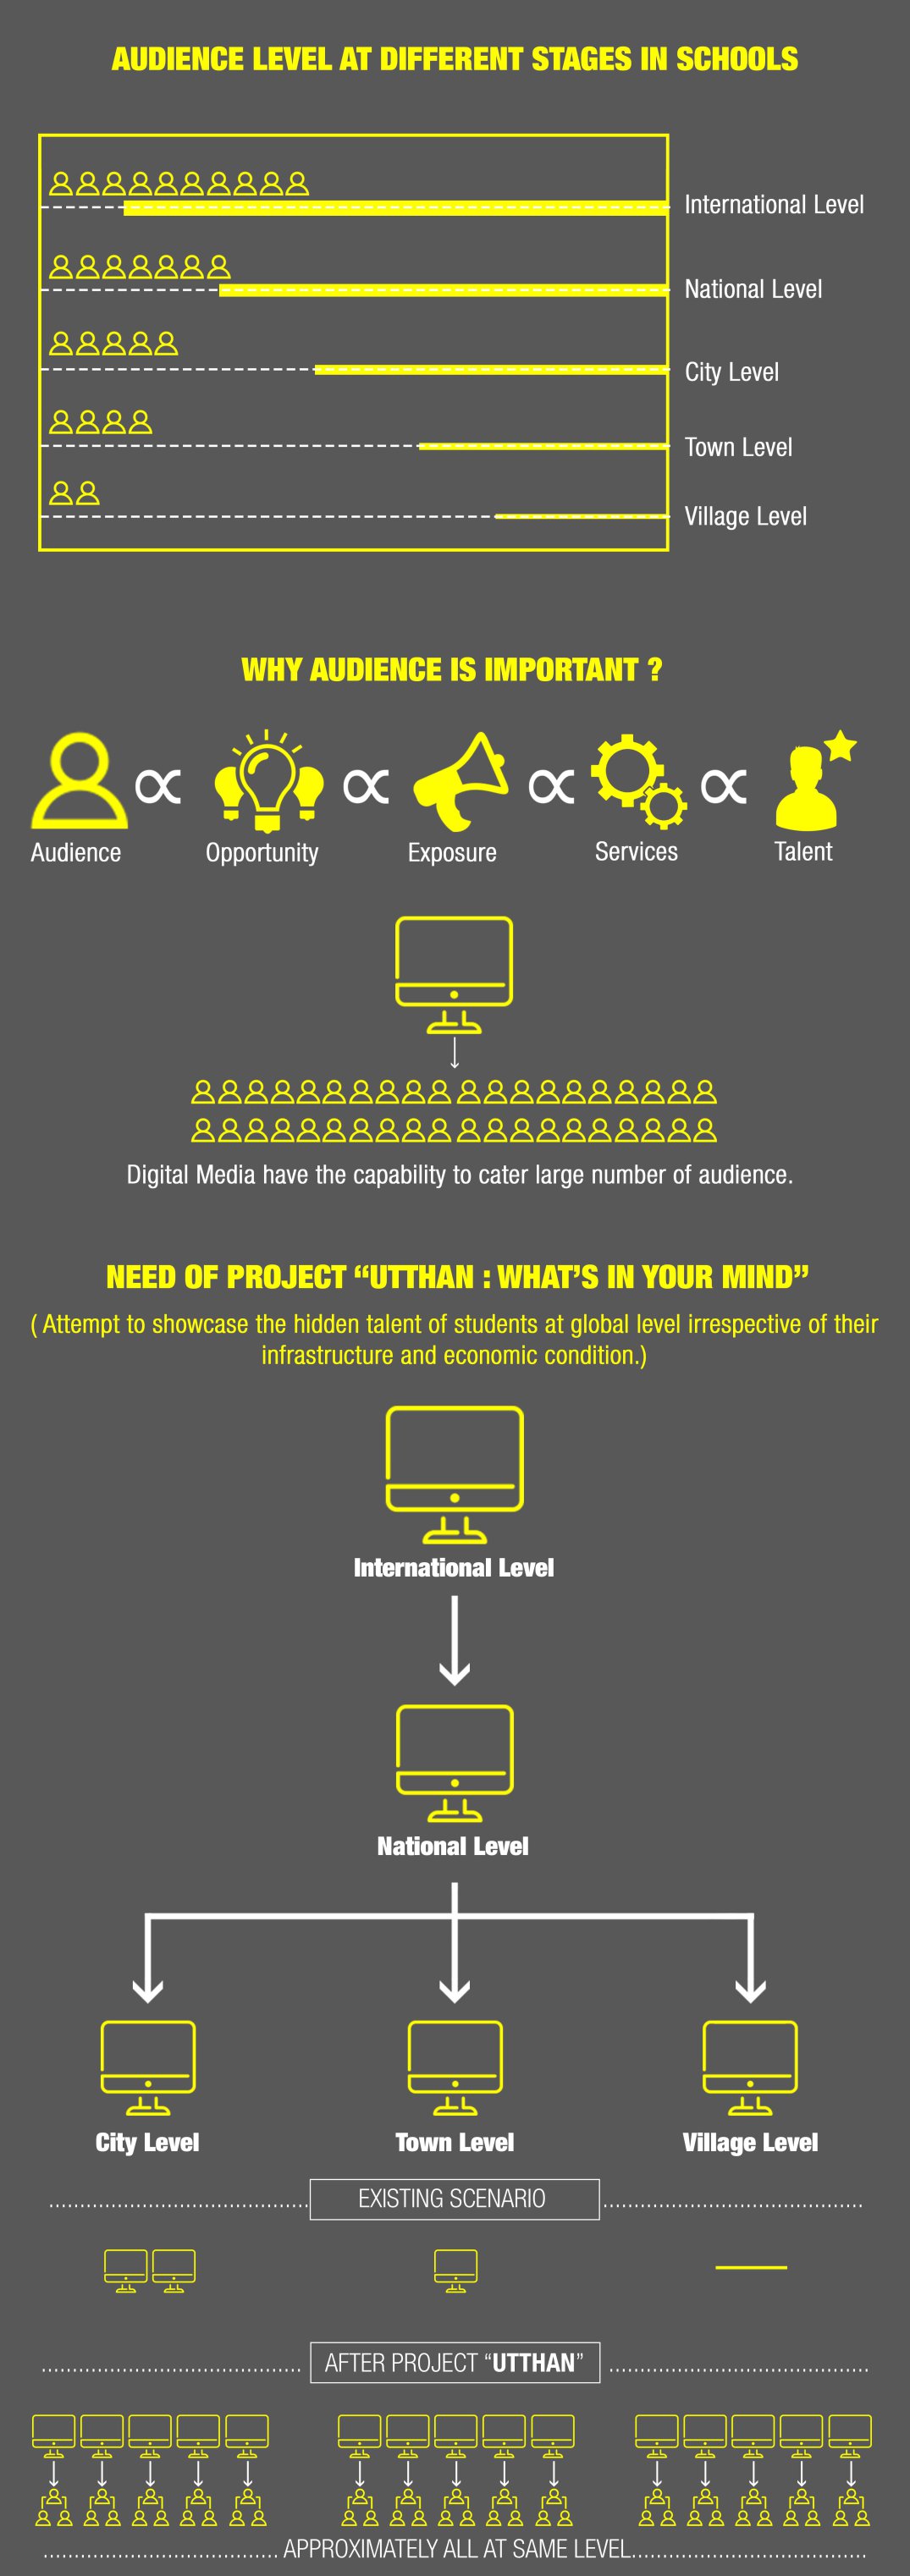 AUDIENCE LEVEL AT DIFFERENT STAGES IN SCHOOLS
International Level
National Level
City Level
Town Level
Village Level
WHY AUDIENCE IS IMPORTANT ?
Audience
Opportunity
Exposure
Services
Talent
Digital Media have the capability to cater large number of audience.
NEED OF PROJECT “UTTHAN : WHAT’S IN YOUR MIND”
( Attempt to showcase the hidden talent of students at global level irrespective of their
infrastructure and economic condition.)
International Level
National Level
City Level
Town Level
Village Level
EXISTING SCENARIO
AFTER PROJECT “UTTHAN”
APPROXIMATELY ALL AT SAME LEVEL